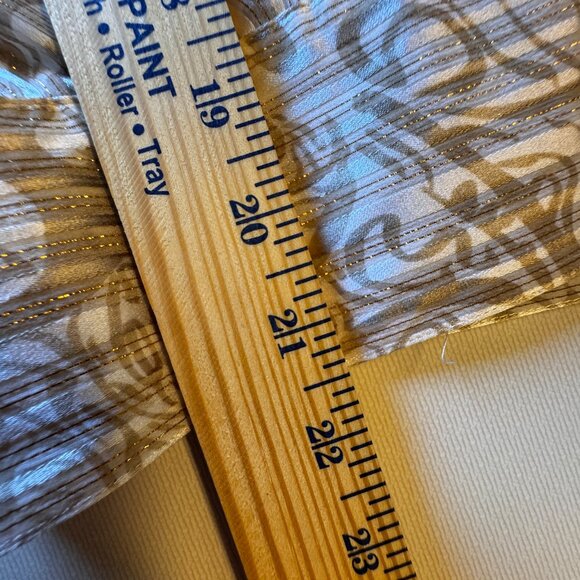 PAINT
• Roller • Tray
19
20
21
22
23